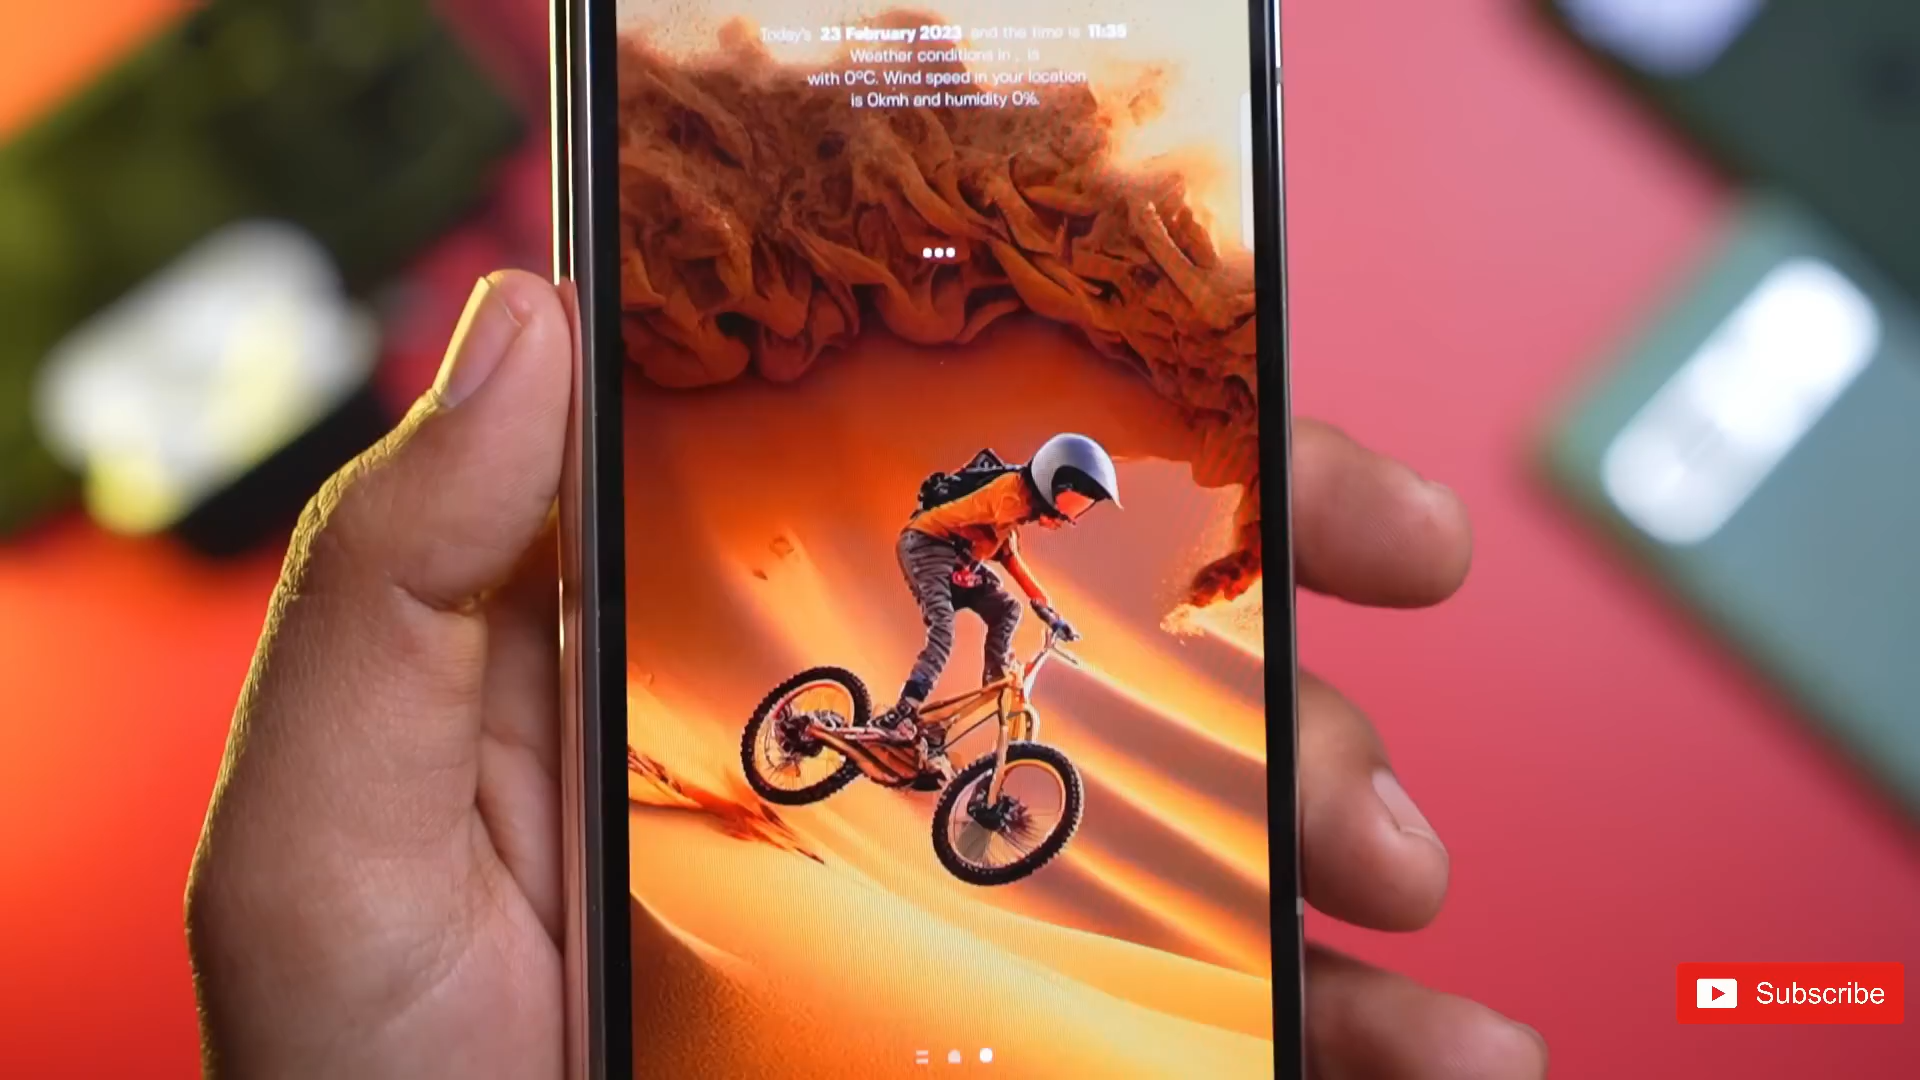 Today's 23 February 2023 and the time is 11:35
Weather conditions in , is
with 0°C. Wind speed in your location
is 0kmh and humidity 0%.
Subscribe